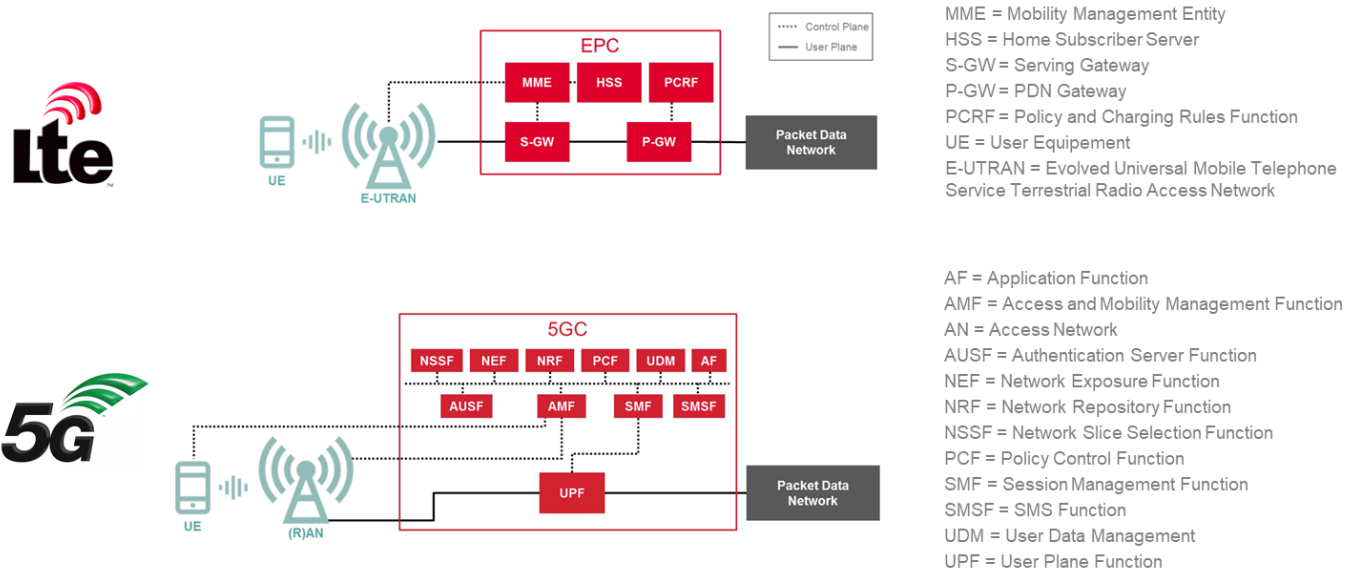 Control Plane
User Plane
EPC
MME
HSS
PCRF
S-GW
P-GW
Packet Data
Network
UE
E-UTRAN
Lte
TM
MME = Mobility Management Entity
HSS = Home Subscriber Server
S-GW = Serving Gateway
P-GW = PDN Gateway
PCRF = Policy and Charging Rules Function
UE = User Equipement
E-UTRAN = Evolved Universal Mobile Telephone
Service Terrestrial Radio Access Network
5GC
NSSF
NEF
NRF
PCF
UDM
AF
AUSF
AMF
SMF
SMSF
UPF
Packet Data
Network
UE
(R)AN
5G
AF = Application Function
AMF = Access and Mobility Management Function
AN = Access Network
AUSF = Authentication Server Function
NEF = Network Exposure Function
NRF = Network Repository Function
NSSF = Network Slice Selection Function
PCF = Policy Control Function
SMF = Session Management Function
SMSF = SMS Function
UDM = User Data Management
UPF = User Plane Function